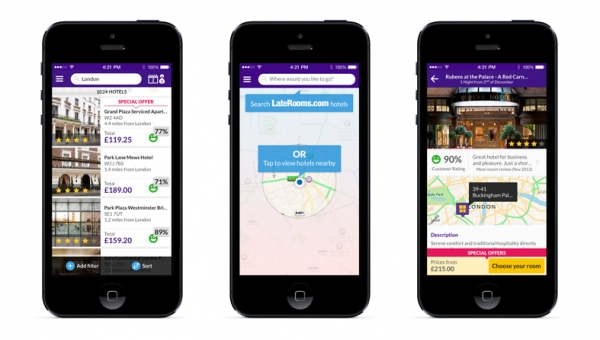 4:21 PM
100%
London
1024 HOTELS
SPECIAL OFFER
Grand Plaza Serviced Apart...
W2 4AD
4.4 miles from London
Total
£119.25
77%
Park Lane Mews Hotel
W1J 7BS
1.4 miles from London
Total
£189.00
71%
Park Plaza Westminster Bri...
SE1 7UT
1.2 miles from London
Total
£159.20
89%
Add filter
Sort
4:21 PM
100%
Where would you like to go?
Search LateRooms.com hotels
OR
Tap to view hotels nearby
4:21 PM
100%
Rubens at the Palace - A Red Carn...
1 Night from 2nd of December
90%
Customer Rating
Great hotel for business
and pleasure. Just a shor...
Most recent review (Nov 2013)
39-41
Buckingham Pal...
LONDON
Description
Serene comfort and traditional hospitality directly
SPECIAL OFFERS
Prices from
£215.00
Choose your room